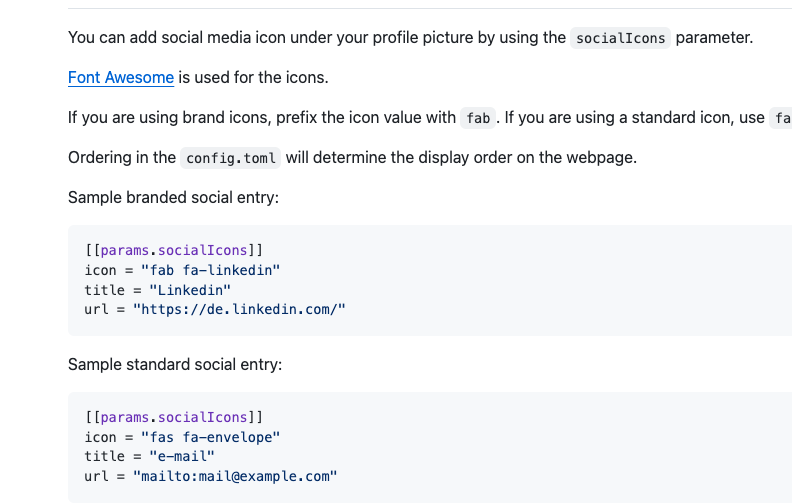 You can add social media icon under your profile picture by using the socialIcons parameter.
Font Awesome is used for the icons.
If you are using brand icons, prefix the icon value with fab. If you are using a standard icon, use fa
Ordering in the config.toml will determine the display order on the webpage.
Sample branded social entry:
[[params.socialIcons]]
icon = "fab fa-linkedin"
title = "Linkedin"
url = "https://de.linkedin.com/"
Sample standard social entry:
[[params.socialIcons]]
icon = "fas fa-envelope"
title = "e-mail"
url = "mailto:mail@example.com"